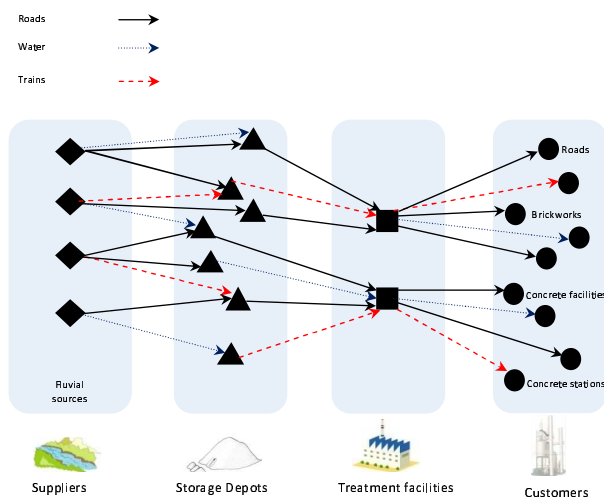 Roads
Water
Trains
Roads
Brickworks
Concrete facilities
Concrete stations
Fluvial
sources
Suppliers
Storage Depots
Treatment facilities
Customers